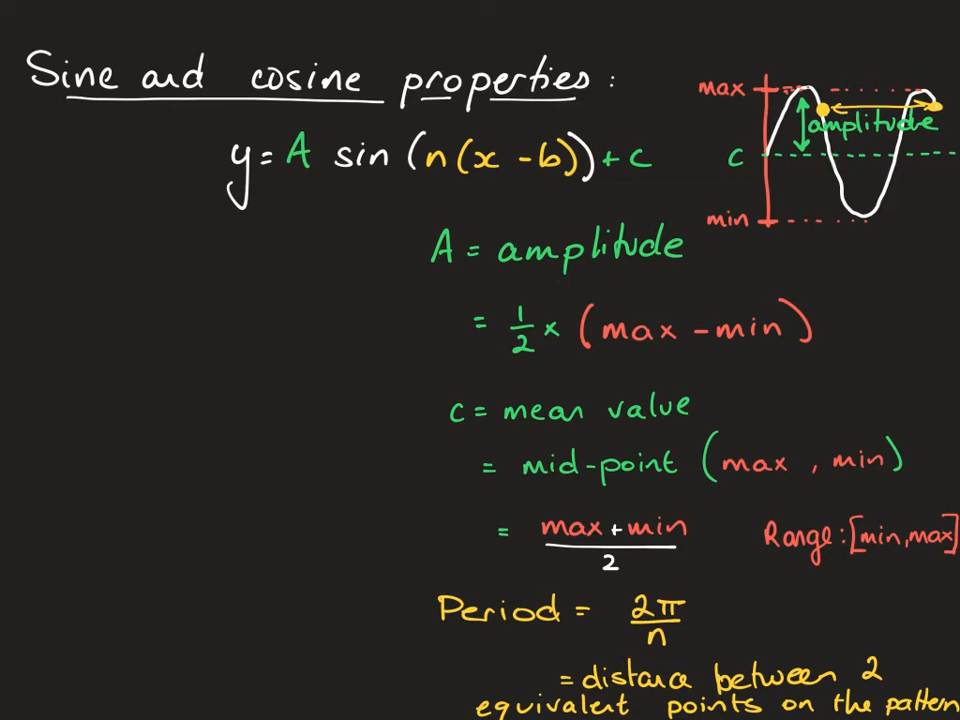 Sine and cosine properties :
max
amplitude
y = A sin (n(x - b)) + c
c
min
A = amplitude
= 1/2 × (max - min)
c = mean value
= mid-point (max , min)
= max + min / 2
Range : [min, max]
Period = 2π / n
= distance between 2
equivalent points on the pattern